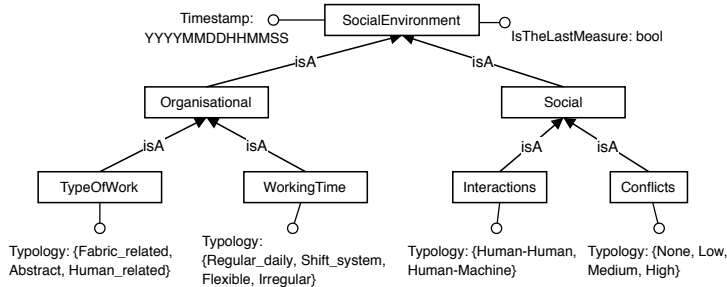 Timestamp:
YYYYMMDDHHMMSS
SocialEnvironment
IsTheLastMeasure: bool
isA
isA
Organisational
Social
isA
isA
isA
isA
TypeOfWork
WorkingTime
Interactions
Conflicts
Typology: {Fabric_related,
Abstract, Human_related}
Typology:
{Regular_daily, Shift_system,
Flexible, Irregular}
Typology: {Human-Human,
Human-Machine}
Typology: {None, Low,
Medium, High}